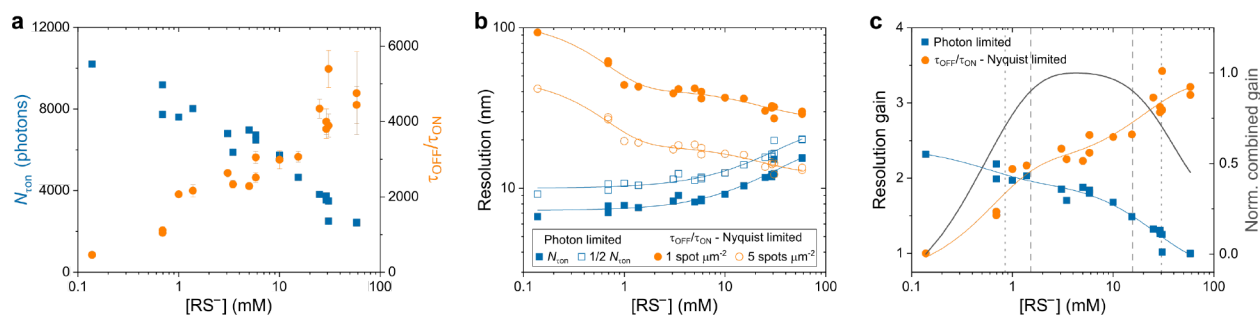 a
12000
8000
4000
0
N_τon (photons)
6000
4000
2000
0
τ_OFF/τ_ON
0.1
1
10
100
[RS⁻] (mM)
b
100
10
Resolution (nm)
Photon limited
τ_OFF/τ_ON - Nyquist limited
N_τon
1/2 N_τon
1 spot μm⁻²
5 spots μm⁻²
0.1
1
10
100
[RS⁻] (mM)
c
Photon limited
τ_OFF/τ_ON - Nyquist limited
4
3
2
1
Resolution gain
1.0
0.5
0.0
Norm. combined gain
0.1
1
10
100
[RS⁻] (mM)